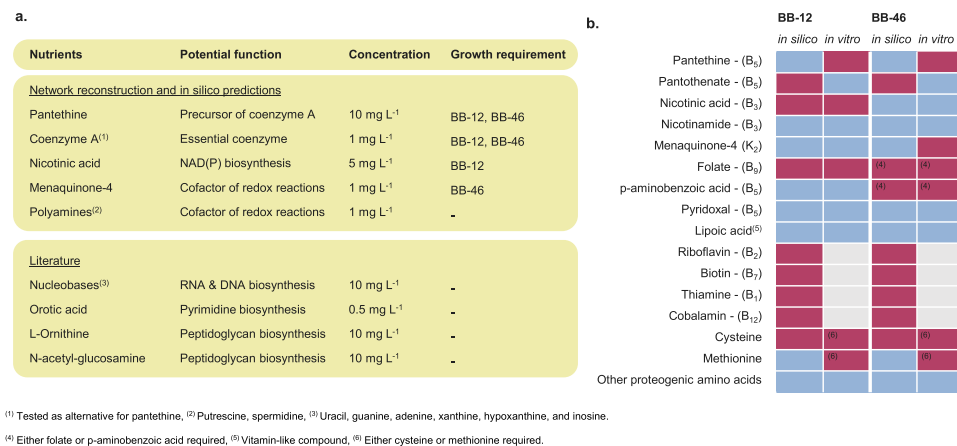 a.
Nutrients Potential function Concentration Growth requirement
Network reconstruction and in silico predictions
Pantethine Precursor of coenzyme A 10 mg L⁻¹ BB-12, BB-46
Coenzyme A⁽¹⁾ Essential coenzyme 1 mg L⁻¹ BB-12, BB-46
Nicotinic acid NAD(P) biosynthesis 5 mg L⁻¹ BB-12
Menaquinone-4 Cofactor of redox reactions 1 mg L⁻¹ BB-46
Polyamines⁽²⁾ Cofactor of redox reactions 1 mg L⁻¹ -
Literature
Nucleobases⁽³⁾ RNA & DNA biosynthesis 10 mg L⁻¹ -
Orotic acid Pyrimidine biosynthesis 0.5 mg L⁻¹ -
L-Ornithine Peptidoglycan biosynthesis 10 mg L⁻¹ -
N-acetyl-glucosamine Peptidoglycan biosynthesis 10 mg L⁻¹ -
b.
BB-12 BB-46
in silico in vitro in silico in vitro
Pantethine - (B₅)
Pantothenate - (B₅)
Nicotinic acid - (B₃)
Nicotinamide - (B₃)
Menaquinone-4 (K₂)
Folate - (B₉) (4) (4)
p-aminobenzoic acid - (B₅) (4) (4)
Pyridoxal - (B₅)
Lipoic acid⁽⁵⁾
Riboflavin - (B₂)
Biotin - (B₇)
Thiamine - (B₁)
Cobalamin - (B₁₂)
Cysteine (6) (6)
Methionine (6) (6)
Other proteogenic amino acids
⁽¹⁾ Tested as alternative for pantethine, ⁽²⁾ Putrescine, spermidine, ⁽³⁾ Uracil, guanine, adenine, xanthine, hypoxanthine, and inosine.
⁽⁴⁾ Either folate or p-aminobenzoic acid required, ⁽⁵⁾ Vitamin-like compound, ⁽⁶⁾ Either cysteine or methionine required.